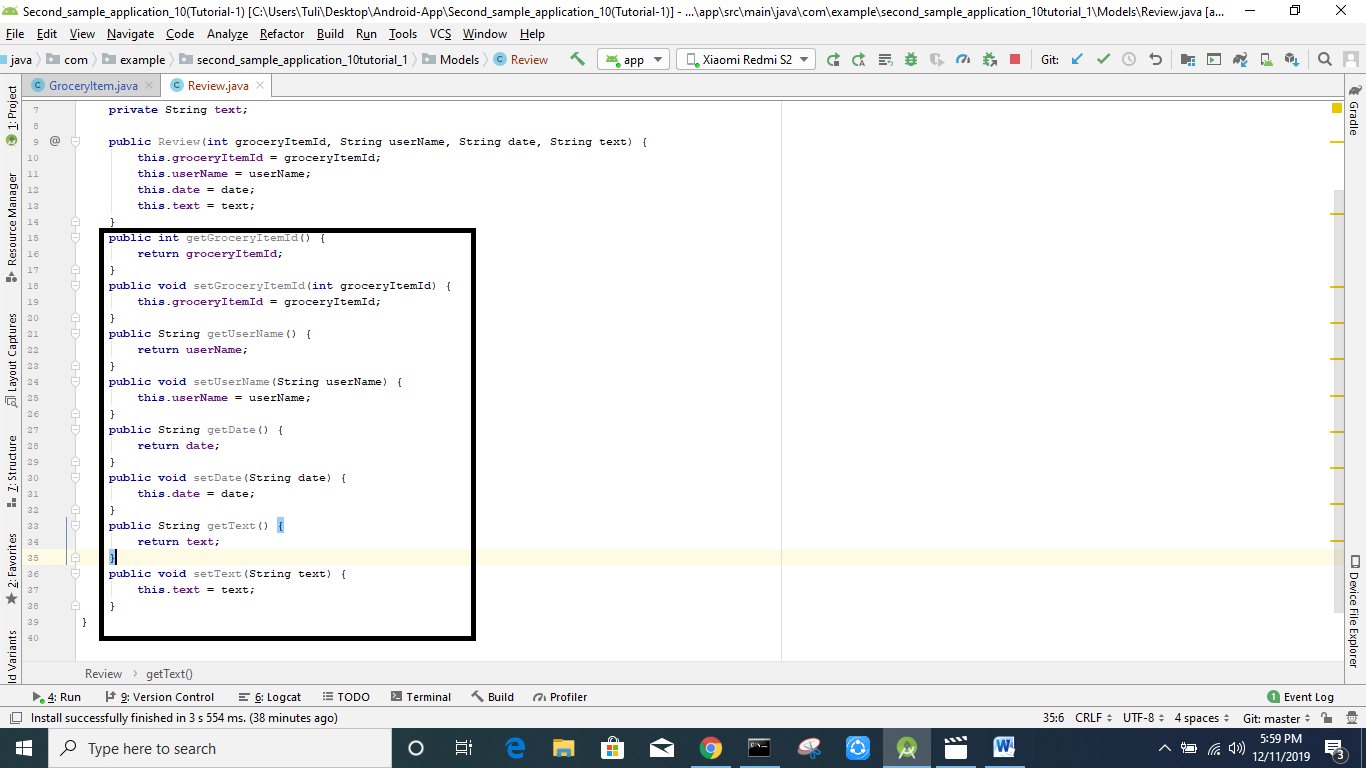 Second_sample_application_10(Tutorial-1) [C:\Users\Tuli\Desktop\Android-App\Second_sample_application_10(Tutorial-1)] - ...\app\src\main\java\com\example\second_sample_application_10tutorial_1\Models\Review.java [a...
File Edit View Navigate Code Analyze Refactor Build Run Tools VCS Window Help
java com example second_sample_application_10tutorial_1 Models Review app Xiaomi Redmi S2 Git:
GroceryItem.java Review.java
1: Project
Resource Manager
Layout Captures
7: Structure
2: Favorites
ld Variants
7 private String text;
8
9 @ public Review(int groceryItemId, String userName, String date, String text) {
10 this.groceryItemId = groceryItemId;
11 this.userName = userName;
12 this.date = date;
13 this.text = text;
14 }
15 public int getGroceryItemId() {
16 return groceryItemId;
17 }
18 public void setGroceryItemId(int groceryItemId) {
19 this.groceryItemId = groceryItemId;
20 }
21 public String getUserName() {
22 return userName;
23 }
24 public void setUserName(String userName) {
25 this.userName = userName;
26 }
27 public String getDate() {
28 return date;
29 }
30 public void setDate(String date) {
31 this.date = date;
32 }
33 public String getText() {
34 return text;
35 }
36 public void setText(String text) {
37 this.text = text;
38 }
39 }
40
Gradle
Device File Explorer
Review getText()
4: Run 9: Version Control 6: Logcat TODO Terminal Build Profiler 1 Event Log
Install successfully finished in 3 s 554 ms. (38 minutes ago) 35:6 CRLF UTF-8 4 spaces Git: master
Type here to search
5:59 PM
12/11/2019
3